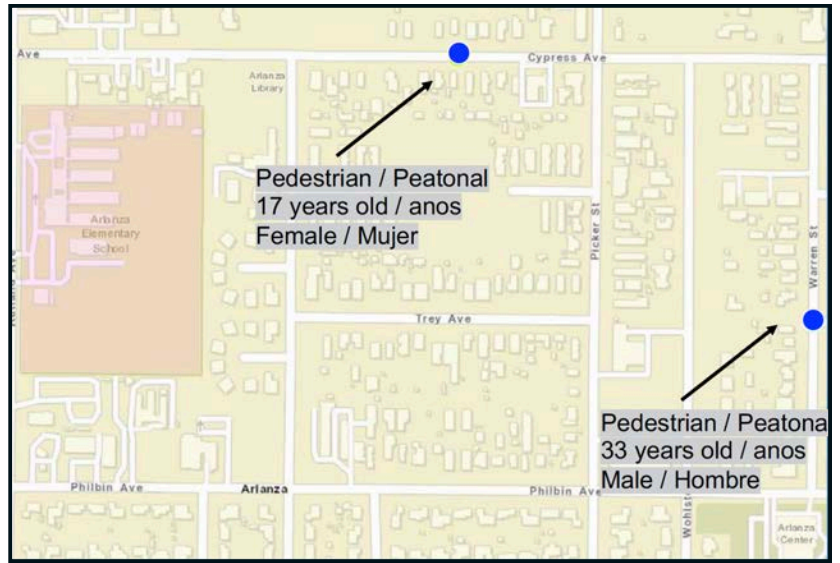 Ave
Cypress Ave
Arlanza
Library
Pedestrian / Peatonal
17 years old / anos
Female / Mujer
Arlanza
Elementary
School
Picker St
Warren St
Trey Ave
Pedestrian / Peatona
33 years old / anos
Male / Hombre
Philbin Ave
Arlanza
Philbin Ave
Arlanza
Center